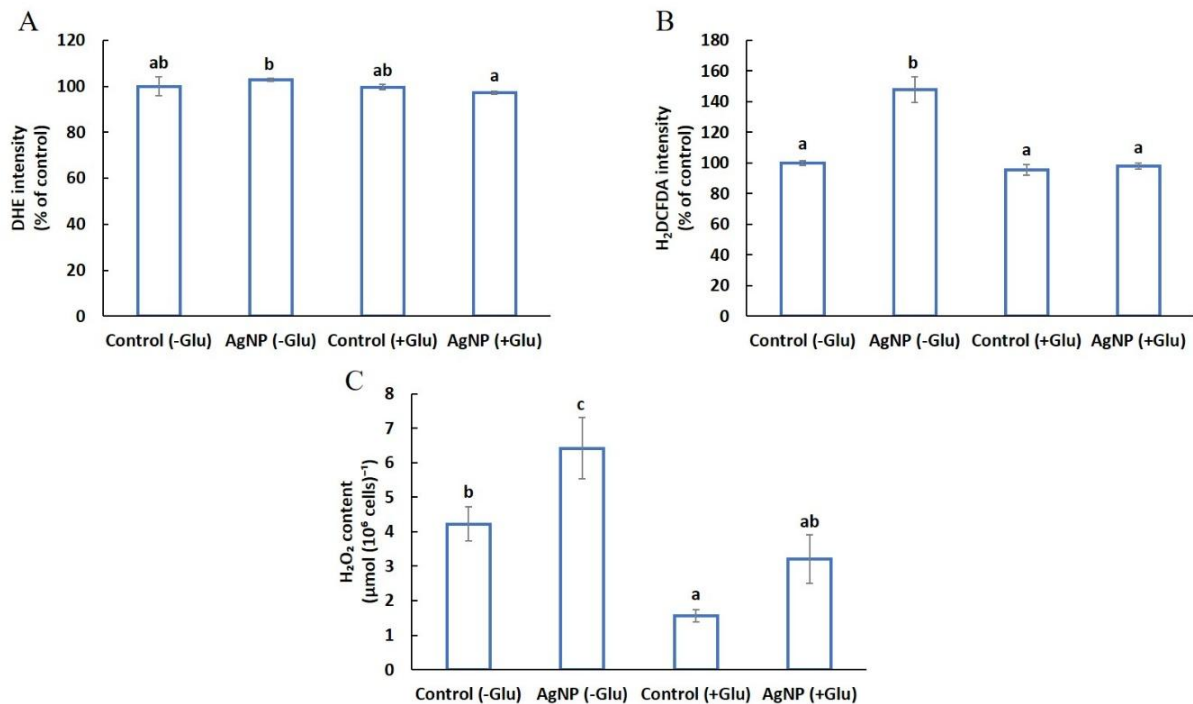 A
DHE intensity
(% of control)
120
100
80
60
40
20
0
ab
b
ab
a
Control (-Glu) AgNP (-Glu) Control (+Glu) AgNP (+Glu)
B
H₂DCFDA intensity
(% of control)
180
160
140
120
100
80
60
40
20
0
a
b
a
a
Control (-Glu) AgNP (-Glu) Control (+Glu) AgNP (+Glu)
C
H₂O₂ content
(μmol (10⁶ cells)⁻¹
8
7
6
5
4
3
2
1
0
b
c
a
ab
Control (-Glu) AgNP (-Glu) Control (+Glu) AgNP (+Glu)